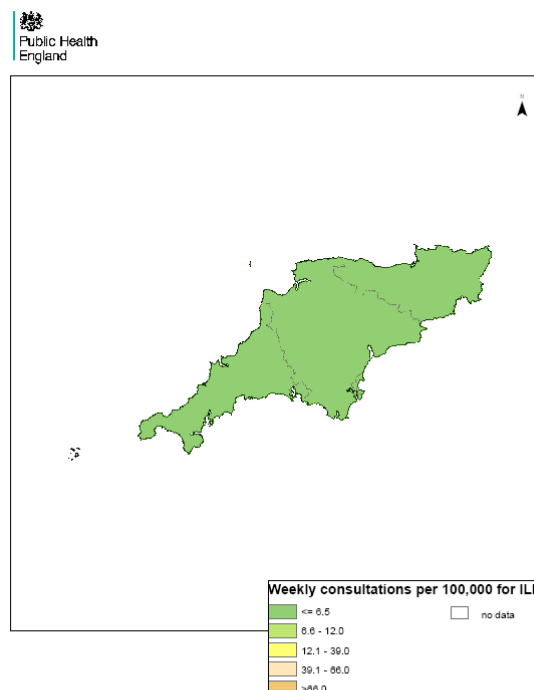 Public Health
England
N
Weekly consultations per 100,000 for ILI
<= 6.5
no data
6.6 - 12.0
12.1 - 39.0
39.1 - 66.0
>66.0